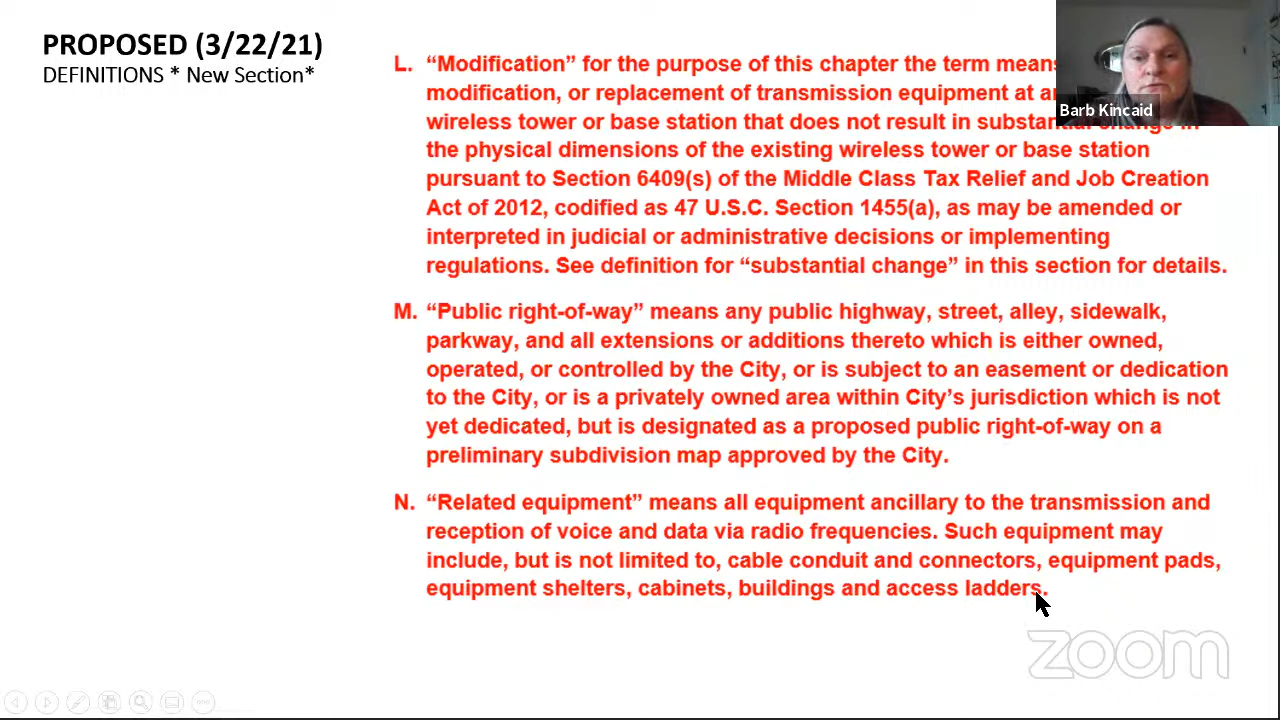 PROPOSED (3/22/21)
DEFINITIONS * New Section*
L. “Modification” for the purpose of this chapter the term means
modification, or replacement of transmission equipment at
wireless tower or base station that does not result in substantial change in
the physical dimensions of the existing wireless tower or base station
pursuant to Section 6409(s) of the Middle Class Tax Relief and Job Creation
Act of 2012, codified as 47 U.S.C. Section 1455(a), as may be amended or
interpreted in judicial or administrative decisions or implementing
regulations. See definition for “substantial change” in this section for details.
M. “Public right-of-way” means any public highway, street, alley, sidewalk,
parkway, and all extensions or additions thereto which is either owned,
operated, or controlled by the City, or is subject to an easement or dedication
to the City, or is a privately owned area within City’s jurisdiction which is not
yet dedicated, but is designated as a proposed public right-of-way on a
preliminary subdivision map approved by the City.
N. “Related equipment” means all equipment ancillary to the transmission and
reception of voice and data via radio frequencies. Such equipment may
include, but is not limited to, cable conduit and connectors, equipment pads,
equipment shelters, cabinets, buildings and access ladders.
Barb Kincaid
zoom